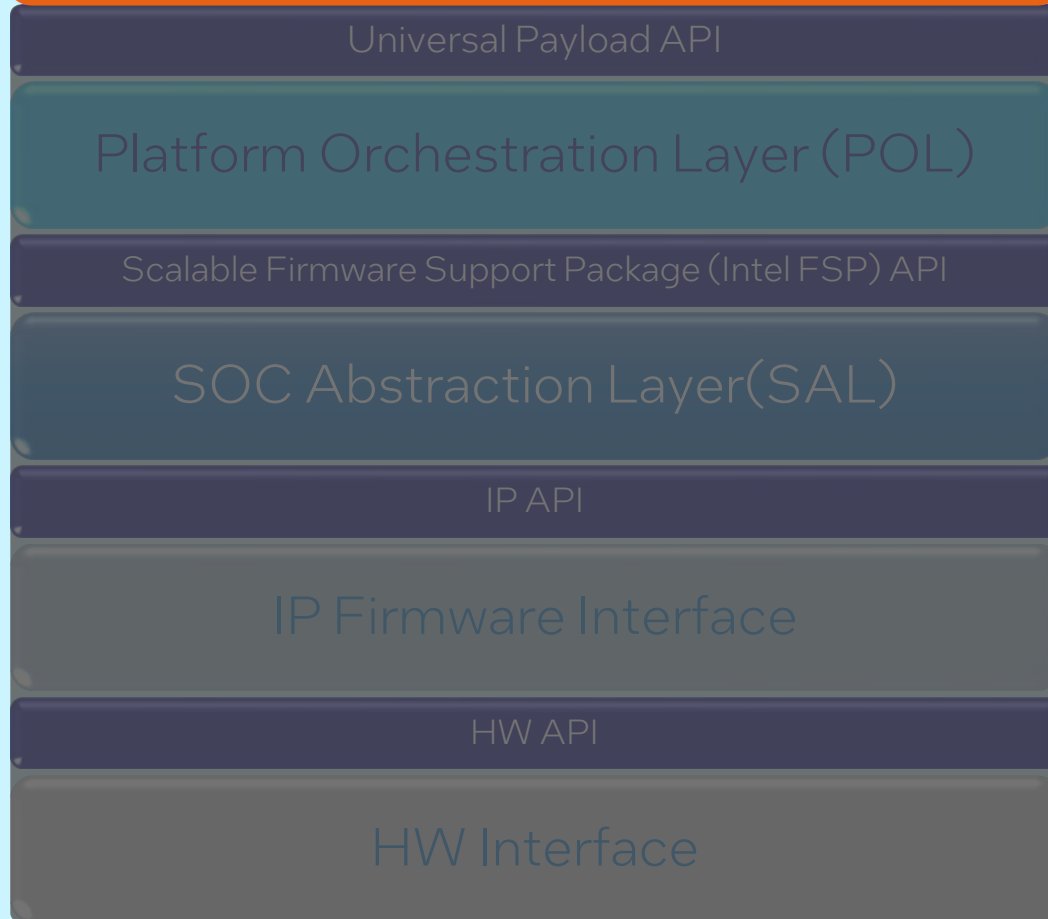 Universal Payload API
Platform Orchestration Layer (POL)
Scalable Firmware Support Package (Intel FSP) API
SOC Abstraction Layer(SAL)
IP API
IP Firmware Interface
HW API
HW Interface